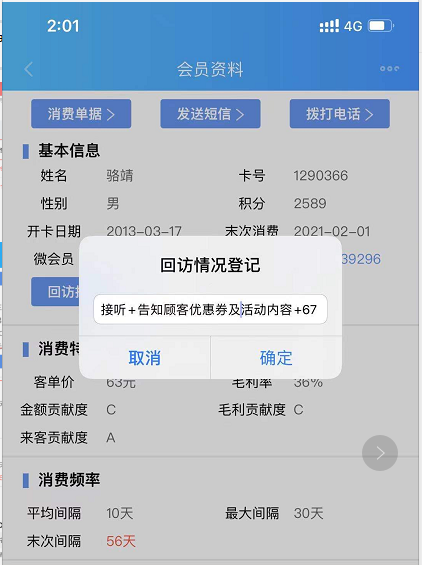 2:01 4G
会员资料
消费单据 发送短信 拨打电话
基本信息
姓名 骆靖 卡号 1290366
性别 男 积分 2589
开卡日期 2013-03-17 末次消费 2021-02-01
微会员 39296
回访情况登记
接听+告知顾客优惠券及活动内容+67
回访
取消 确定
消费特
客单价 63元 毛利率 36%
金额贡献度 C 毛利贡献度 C
来客贡献度 A
消费频率
平均间隔 10天 最大间隔 30天
末次间隔 56天